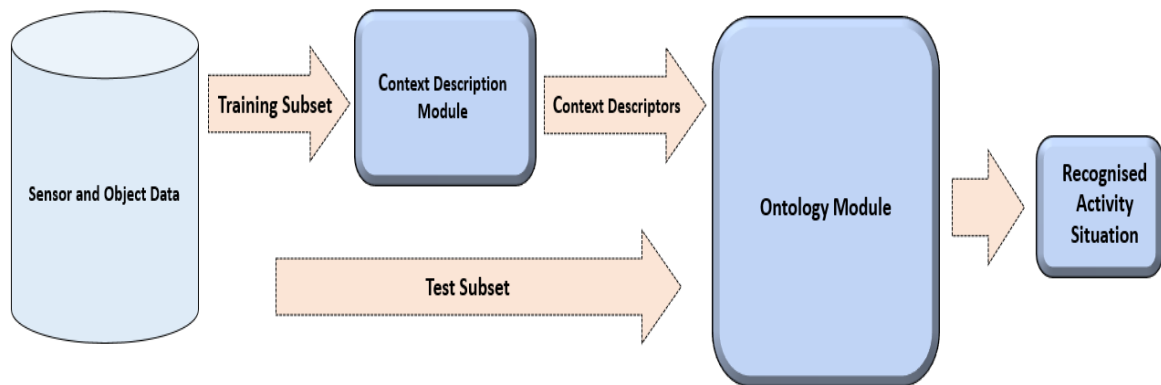 Sensor and Object Data
Training Subset
Context Description
Module
Context Descriptors
Test Subset
Ontology Module
Recognised
Activity
Situation